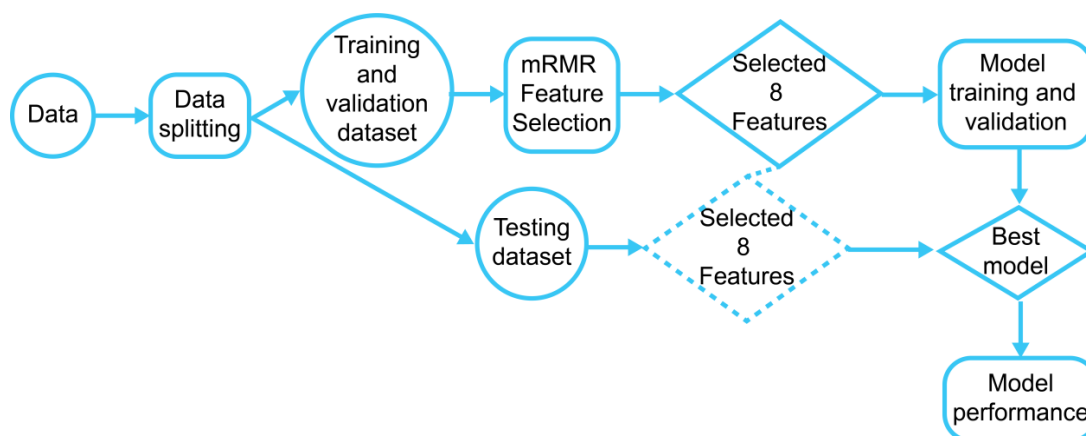 Data
Data
splitting
Training
and
validation
dataset
mRMR
Feature
Selection
Selected
8
Features
Model
training and
validation
Testing
dataset
Selected
8
Features
Best
model
Model
performance